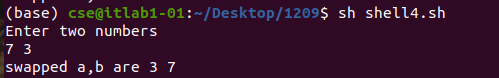 (base) cse@itlab1-01:~/Desktop/1209$ sh shell4.sh
Enter two numbers
7 3
swapped a,b are 3 7